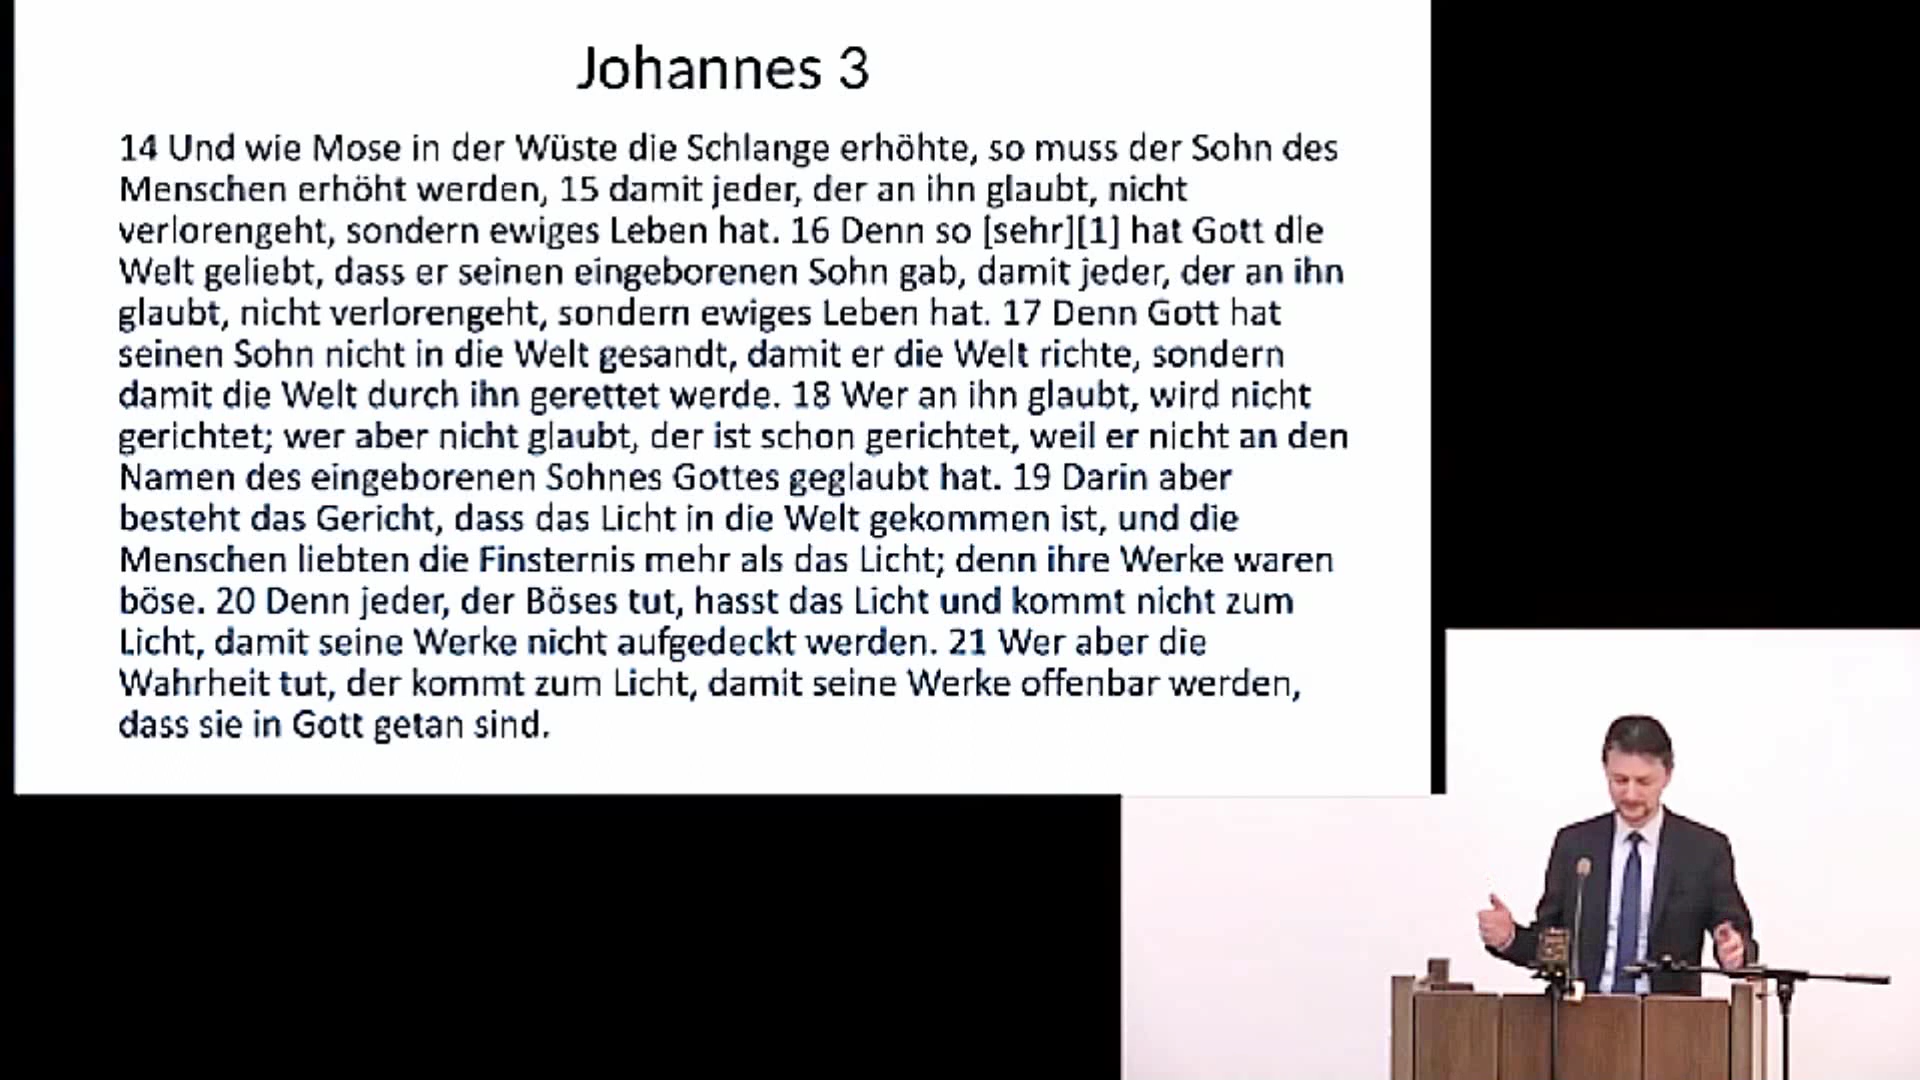 Johannes 3
14 Und wie Mose in der Wüste die Schlange erhöhte, so muss der Sohn des
Menschen erhöht werden, 15 damit jeder, der an ihn glaubt, nicht
verlorengeht, sondern ewiges Leben hat. 16 Denn so [sehr][1] hat Gott die
Welt geliebt, dass er seinen eingeborenen Sohn gab, damit jeder, der an ihn
glaubt, nicht verlorengeht, sondern ewiges Leben hat. 17 Denn Gott hat
seinen Sohn nicht in die Welt gesandt, damit er die Welt richte, sondern
damit die Welt durch ihn gerettet werde. 18 Wer an ihn glaubt, wird nicht
gerichtet; wer aber nicht glaubt, der ist schon gerichtet, weil er nicht an den
Namen des eingeborenen Sohnes Gottes geglaubt hat. 19 Darin aber
besteht das Gericht, dass das Licht in die Welt gekommen ist, und die
Menschen liebten die Finsternis mehr als das Licht; denn ihre Werke waren
böse. 20 Denn jeder, der Böses tut, hasst das Licht und kommt nicht zum
Licht, damit seine Werke nicht aufgedeckt werden. 21 Wer aber die
Wahrheit tut, der kommt zum Licht, damit seine Werke offenbar werden,
dass sie in Gott getan sind.